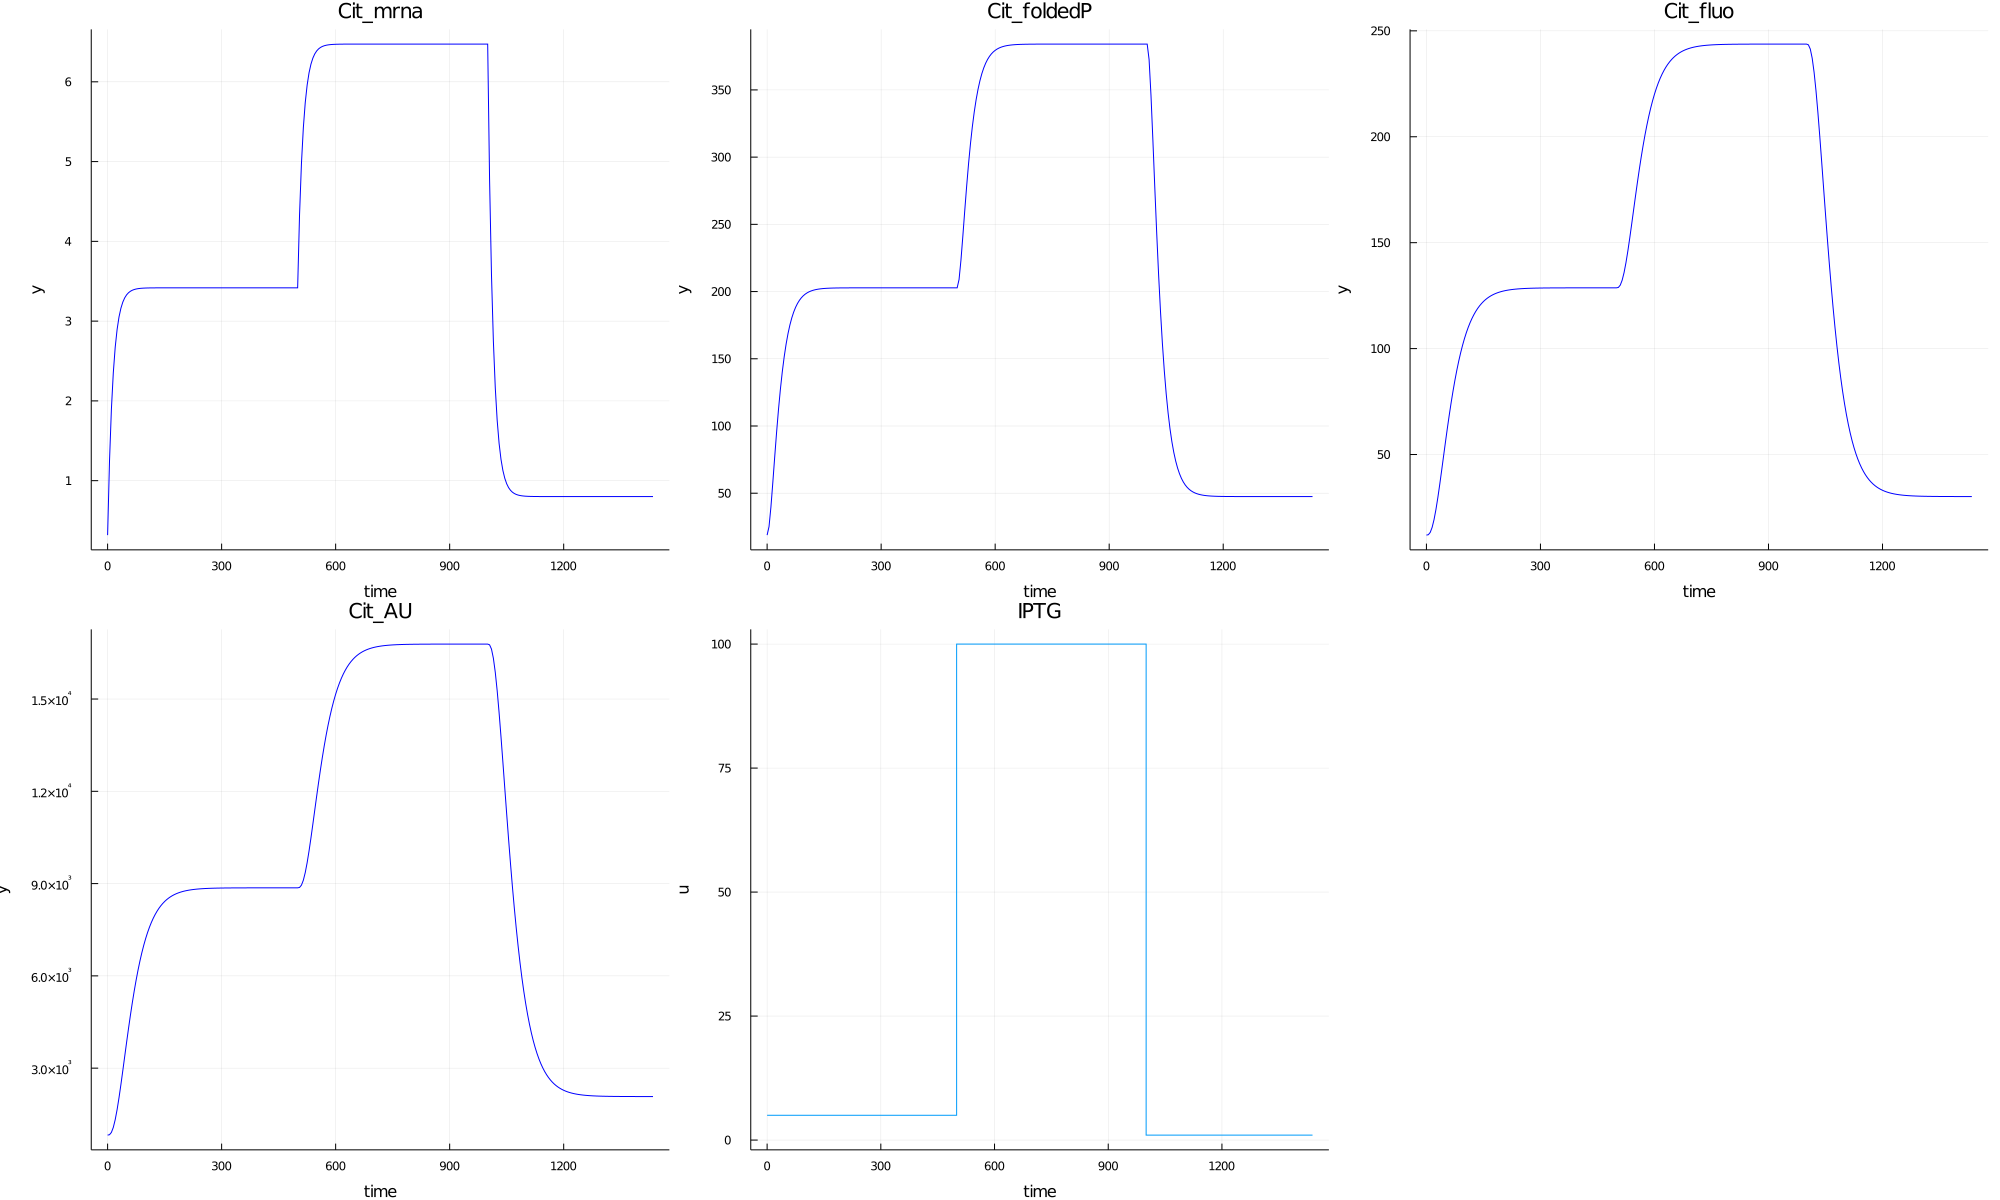 Cit_mrna
6
5
4
3
2
1
y
0 300 600 900 1200
time
Cit_foldedP
350
300
250
200
150
100
50
y
0 300 600 900 1200
time
Cit_fluo
250
200
150
100
50
y
0 300 600 900 1200
time
Cit_AU
1.5×10⁴
1.2×10⁴
9.0×10³
6.0×10³
3.0×10³
y
0 300 600 900 1200
time
IPTG
100
75
50
25
0
u
0 300 600 900 1200
time